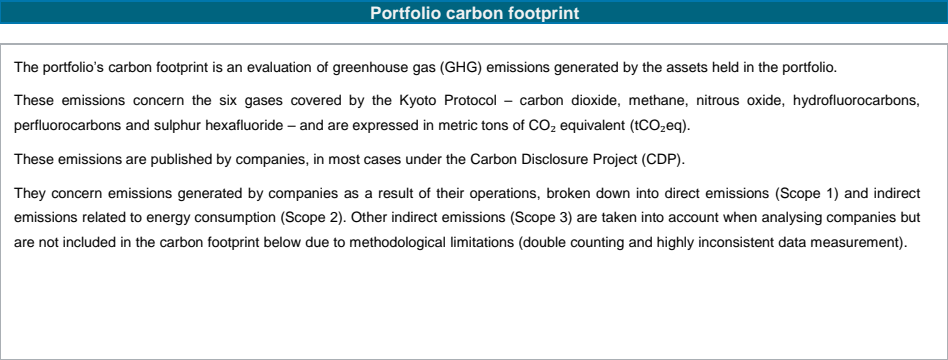 Portfolio carbon footprint
The portfolio's carbon footprint is an evaluation of greenhouse gas (GHG) emissions generated by the assets held in the portfolio.
These emissions concern the six gases covered by the Kyoto Protocol – carbon dioxide, methane, nitrous oxide, hydrofluorocarbons,
perfluorocarbons and sulphur hexafluoride – and are expressed in metric tons of CO₂ equivalent (tCO₂eq).
These emissions are published by companies, in most cases under the Carbon Disclosure Project (CDP).
They concern emissions generated by companies as a result of their operations, broken down into direct emissions (Scope 1) and indirect
emissions related to energy consumption (Scope 2). Other indirect emissions (Scope 3) are taken into account when analysing companies but
are not included in the carbon footprint below due to methodological limitations (double counting and highly inconsistent data measurement).